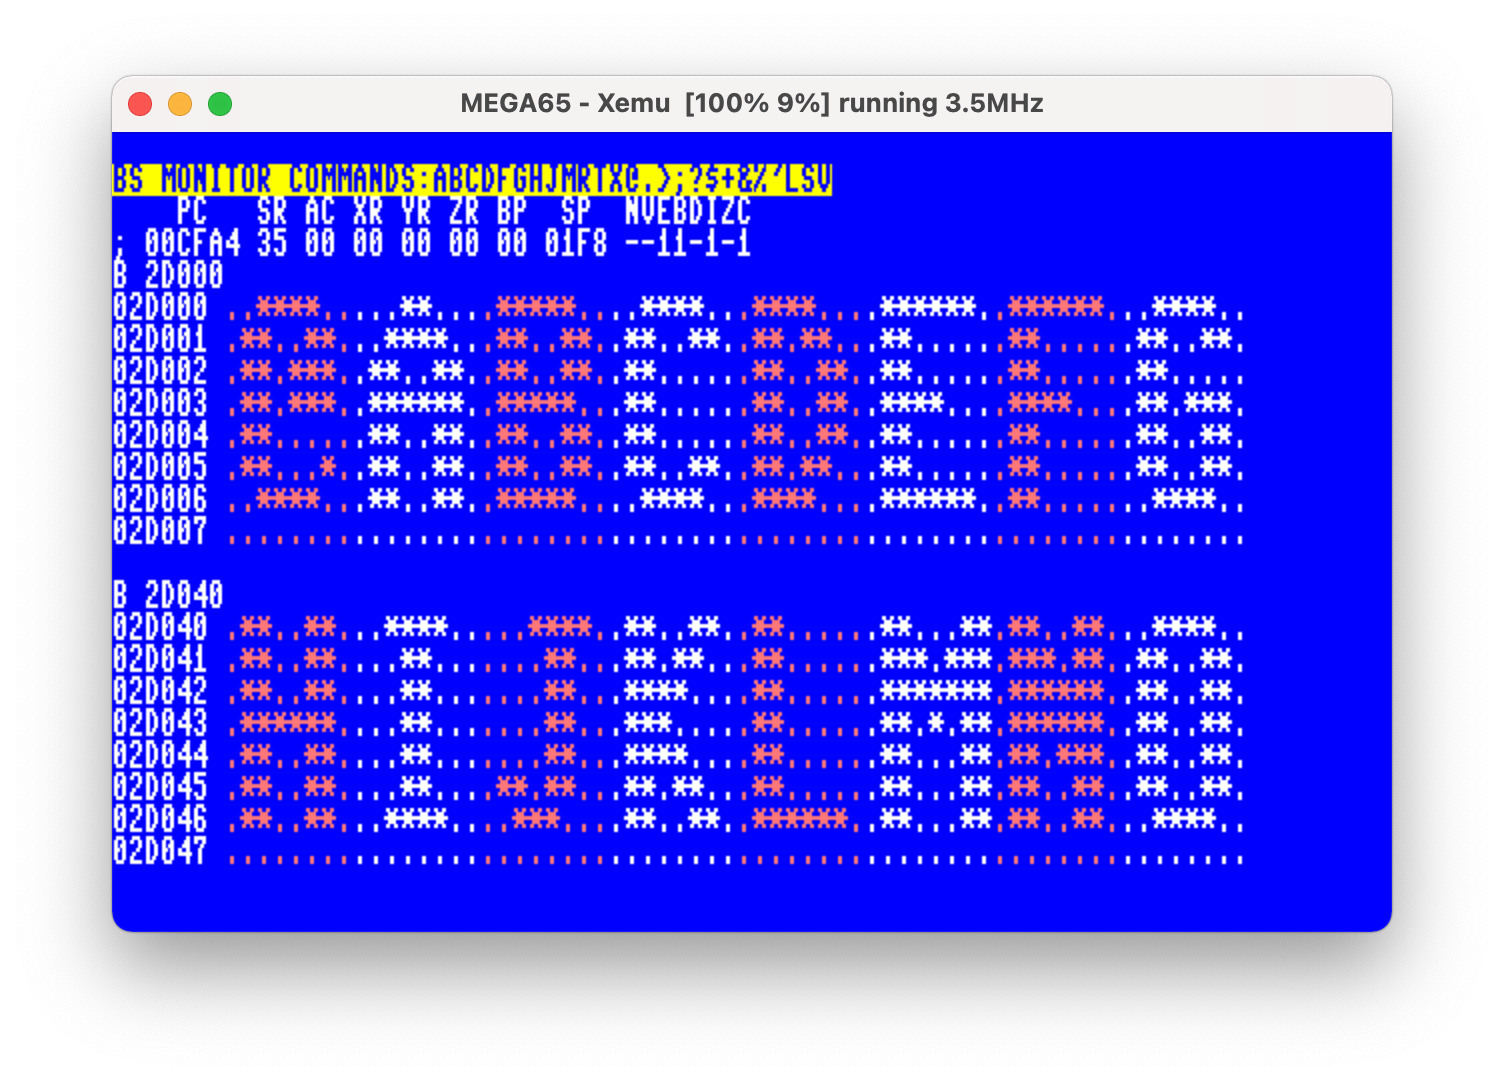 MEGA65 - Xemu [100% 9%] running 3.5MHz
BS MONITOR COMMANDS:ABCDFGHJMRTX@.>;?$+&%'LSV
PC SR AC XR YR ZR BP SP NVEBDIZC
; 00CFA4 35 00 00 00 00 00 01F8 --11-1-1
B 2D000
02D000 ..****.....**....*****....****...****....******..******...****..
02D001 .**..**...****...**..**..**..**..**.**...**......**......**..**.
02D002 .**.***..**..**..**..**..**......**..**..**......**......**.....
02D003 .**.***..******..*****...**......**..**..****....****....**.***.
02D004 .**......**..**..**..**..**......**..**..**......**......**..**.
02D005 .**...*..**..**..**..**..**..**..**.**...**......**......**..**.
02D006 ..****...**..**..*****....****...****....******..**.......****..
02D007 ................................................................
B 2D040
02D040 .**..**...****.....****..**..**..**......**...**.**..**...****..
02D041 .**..**....**.......**...**.**...**......***.***.***.**..**..**.
02D042 .**..**....**.......**...****....**......*******.******..**..**.
02D043 .******....**.......**...***.....**......**.*.**.******..**..**.
02D044 .**..**....**.......**...****....**......**...**.**.***..**..**.
02D045 .**..**....**....**.**...**.**...**......**...**.**..**..**..**.
02D046 .**..**...****....***....**..**..******..**...**.**..**...****..
02D047 ................................................................